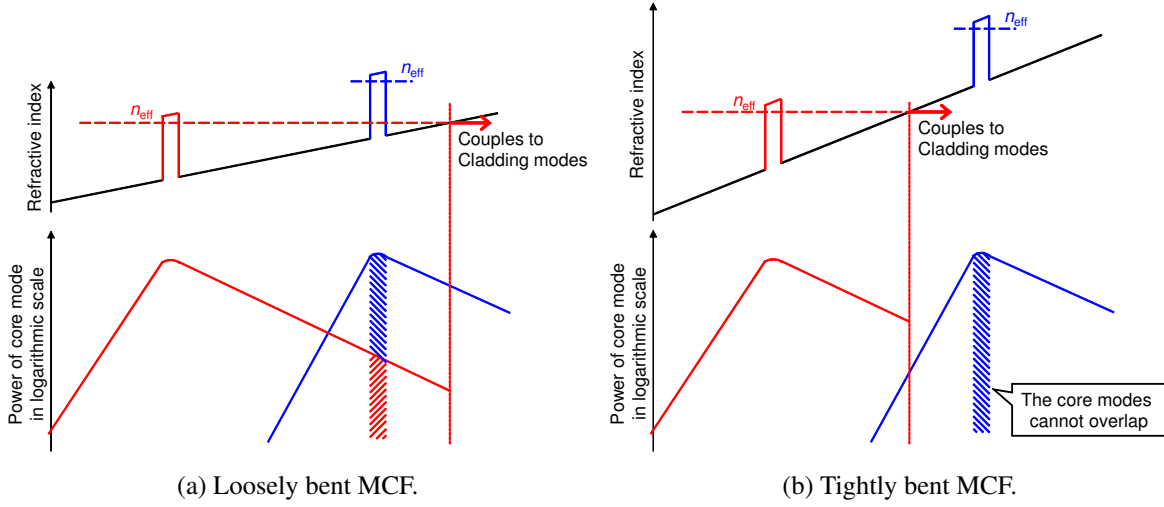 Refractive index
n_eff
n_eff
Couples to
Cladding modes
Power of core mode
in logarithmic scale
(a) Loosely bent MCF.
Refractive index
n_eff
n_eff
Couples to
Cladding modes
Power of core mode
in logarithmic scale
The core modes
cannot overlap
(b) Tightly bent MCF.